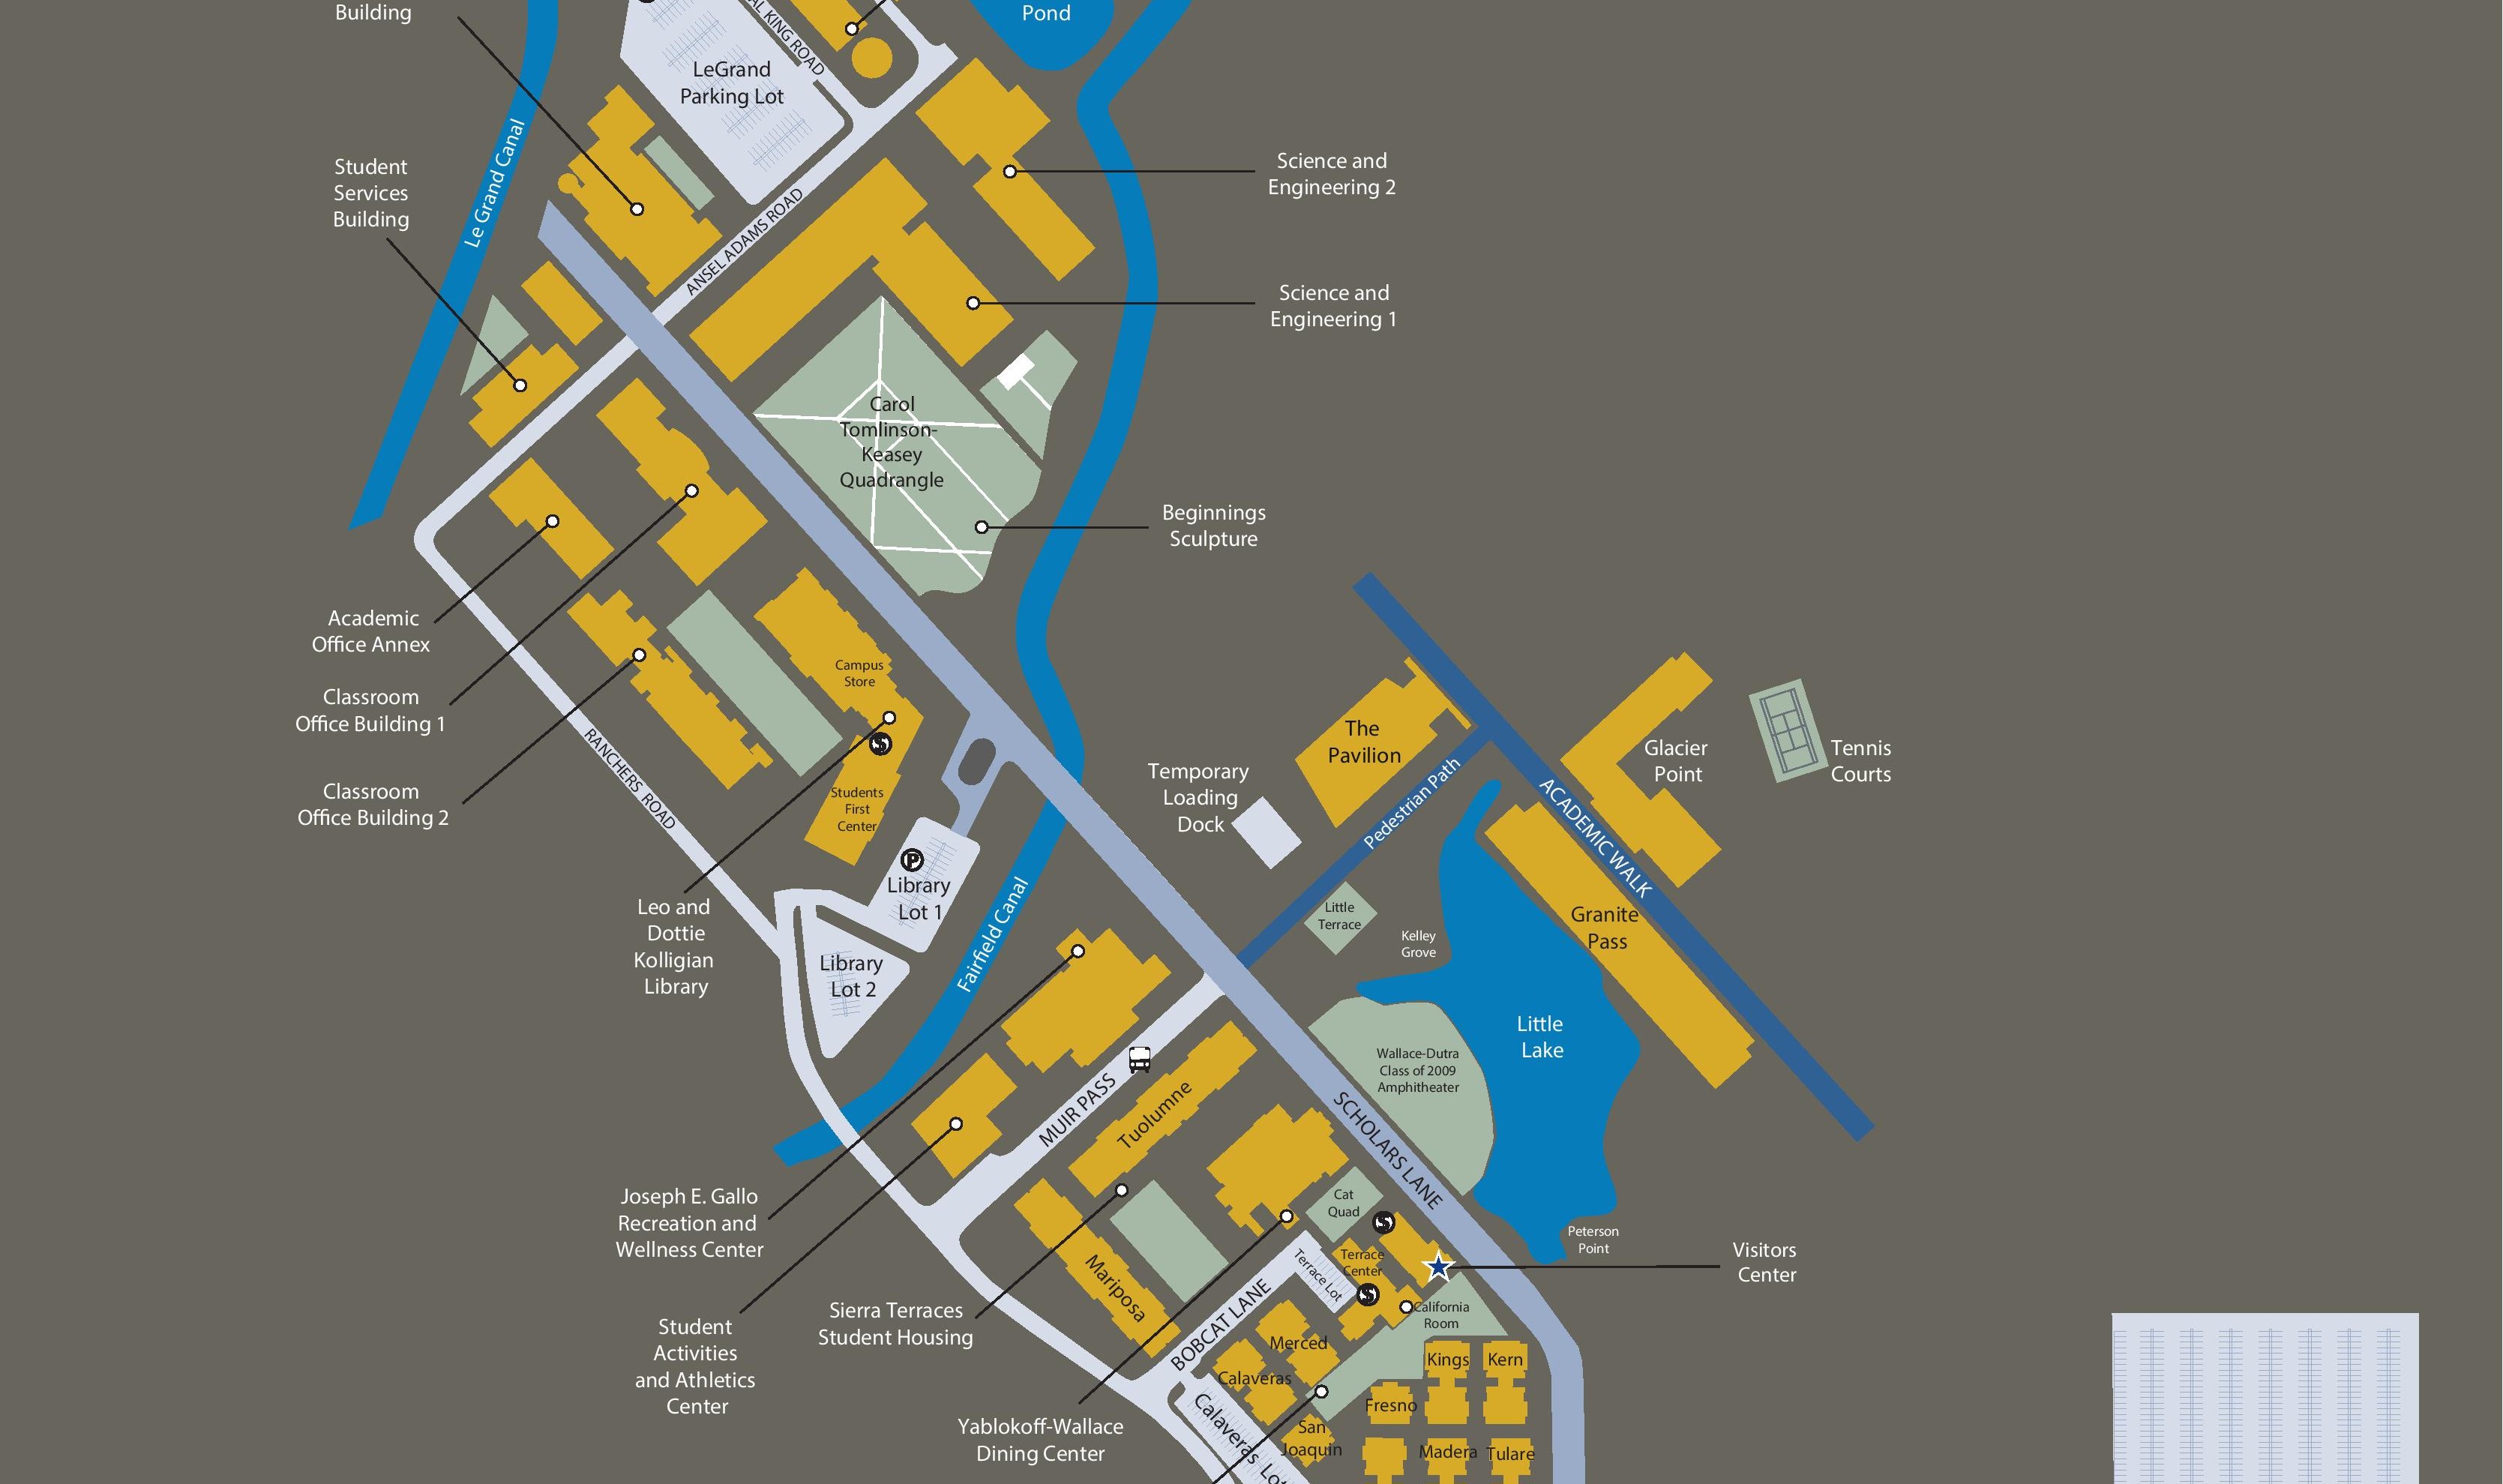 Building
Pond
AL KING ROAD
LeGrand
Parking Lot
Le Grand Canal
Student
Services
Building
Science and
Engineering 2
ANSEL ADAMS ROAD
Science and
Engineering 1
Carol
Tomlinson-
Keasey
Quadrangle
Beginnings
Sculpture
Academic
Office Annex
Classroom
Office Building 1
Classroom
Office Building 2
RANCHERS ROAD
Campus
Store
$
Students
First
Center
P
Library
Lot 1
Library
Lot 2
Leo and
Dottie
Kolligian
Library
Fairfield Canal
The
Pavilion
Temporary
Loading
Dock
Pedestrian Path
Glacier
Point
Tennis
Courts
ACADEMIC WALK
Granite
Pass
Little
Terrace
Kelley
Grove
Little
Lake
Wallace-Dutra
Class of 2009
Amphitheater
SCHOLARS LANE
MUIR PASS
Tuolumne
Joseph E. Gallo
Recreation and
Wellness Center
Cat
Quad
$
Peterson
Point
Visitors
Center
Mariposa
Terrace
Center
Terrace Lot
$
California
Room
Sierra Terraces
Student Housing
Student
Activities
and Athletics
Center
BOBCAT LANE
Merced
Kings
Kern
Calaveras
Fresno
Yablokoff-Wallace
Dining Center
Calaveras Lot
San
Joaquin
Madera
Tulare